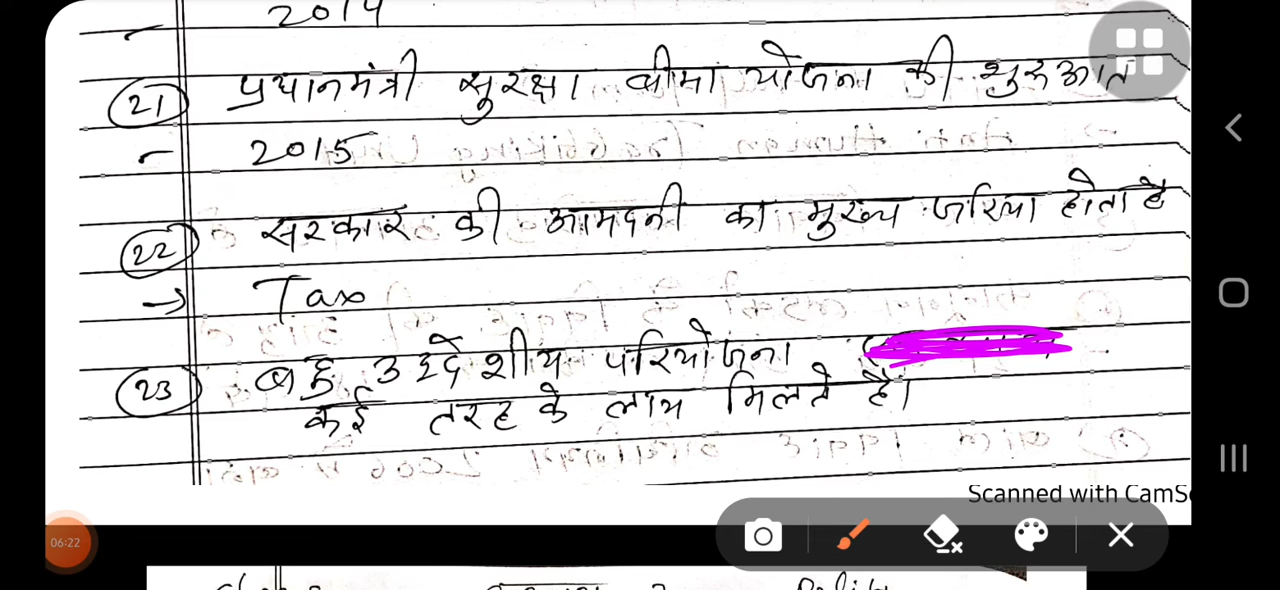 2014
(21) प्रधानमंत्री सुरक्षा बीमा योजना की शुरुआत
- 2015
(22) सरकार की आमदनी का मुख्य जरिया होता है
→ Tax
(23) बहु उद्देशीय परियोजना
कई तरह के लाभ मिलते है।
Scanned with CamS
06:22